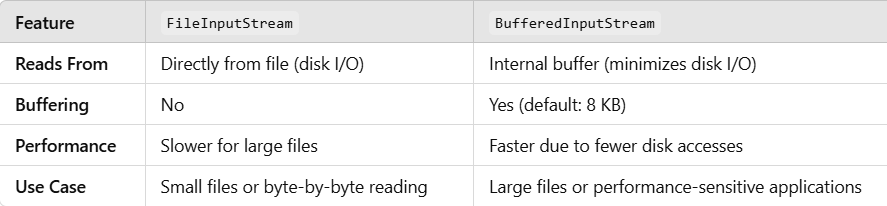 Feature FileInputStream BufferedInputStream
Reads From Directly from file (disk I/O) Internal buffer (minimizes disk I/O)
Buffering No Yes (default: 8 KB)
Performance Slower for large files Faster due to fewer disk accesses
Use Case Small files or byte-by-byte reading Large files or performance-sensitive applications